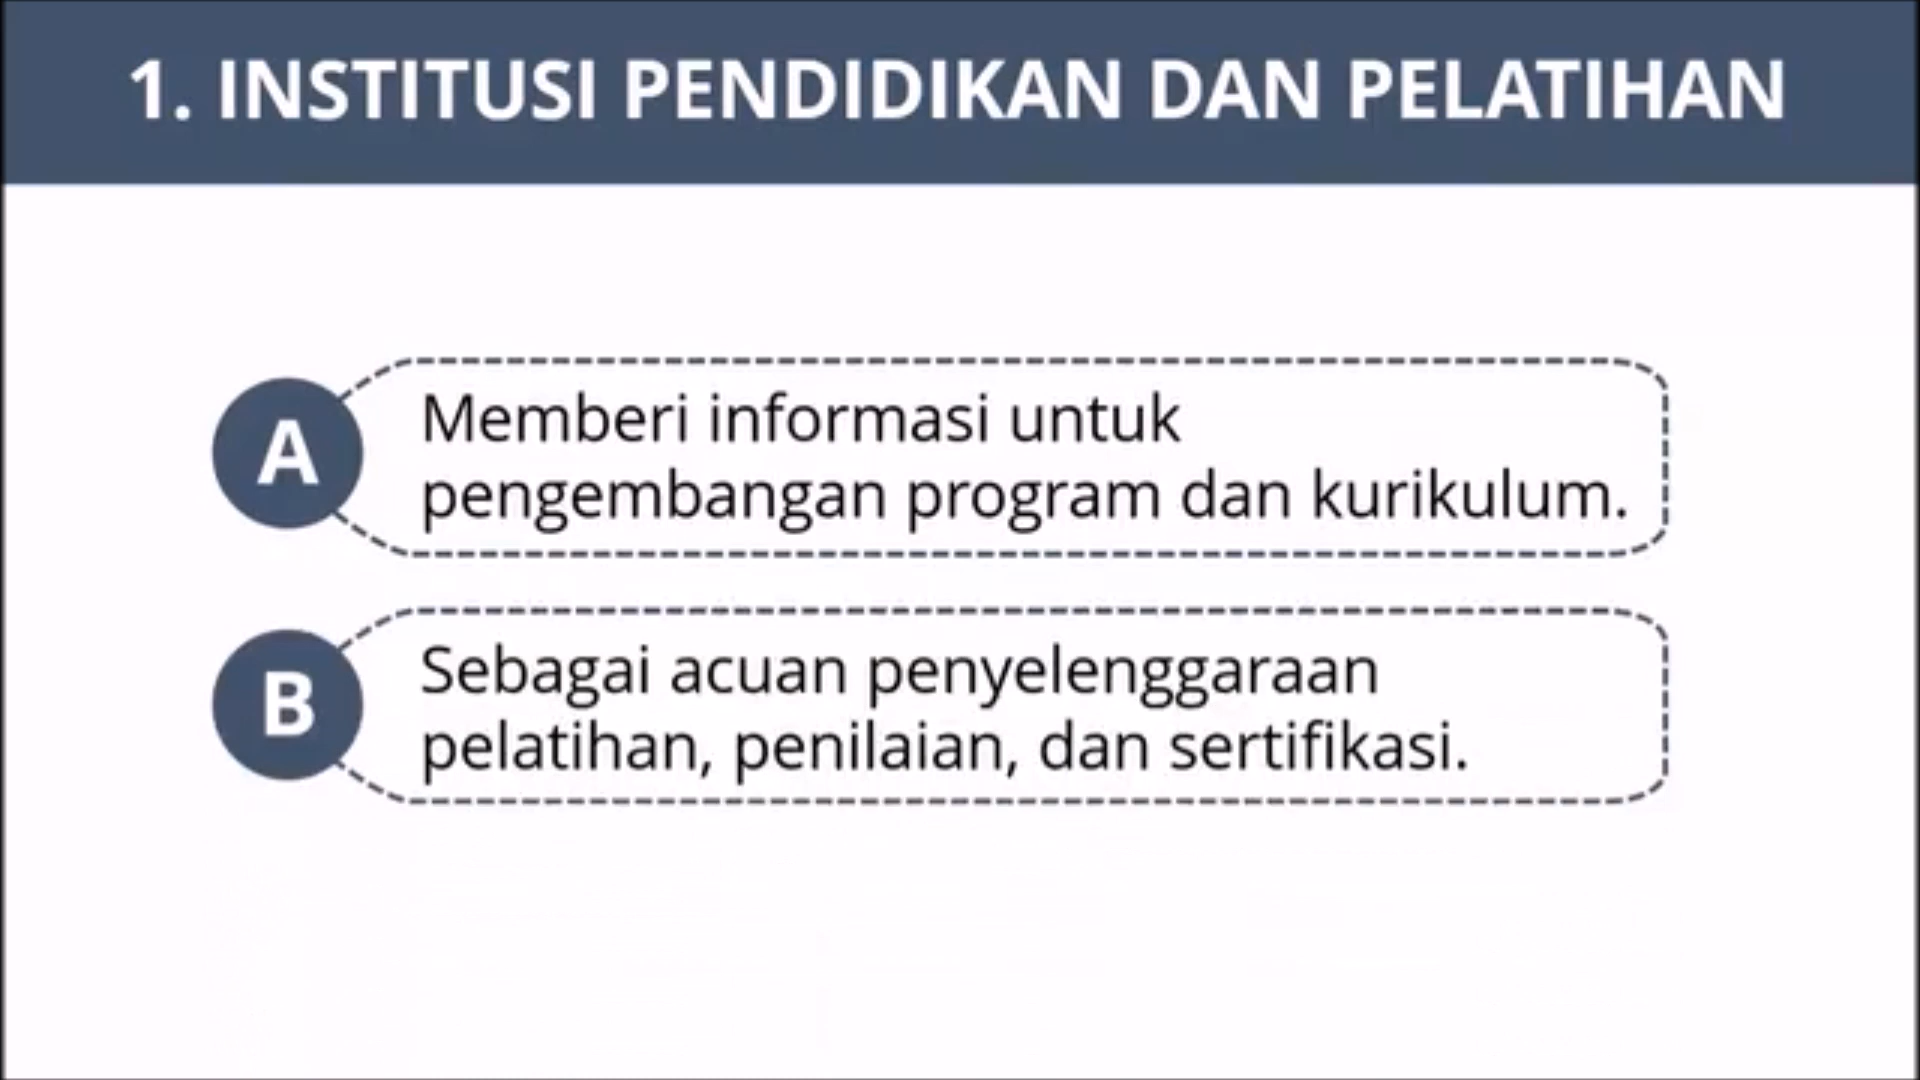 1. INSTITUSI PENDIDIKAN DAN PELATIHAN
A
Memberi informasi untuk
pengembangan program dan kurikulum.
B
Sebagai acuan penyelenggaraan
pelatihan, penilaian, dan sertifikasi.